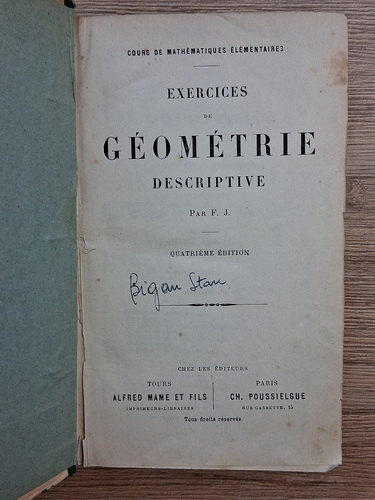 COURS DE MATHÉMATIQUES ÉLÉMENTAIRES
EXERCICES
DE
GÉOMÉTRIE
DESCRIPTIVE
PAR F. J.
QUATRIÈME ÉDITION
Bigan Stan
CHEZ LES ÉDITEURS
TOURS
ALFRED MAME ET FILS
IMPRIMEURS-LIBRAIRES
PARIS
CH. POUSSIELGUE
RUE CASSETTE, 15
Tous droits réservés